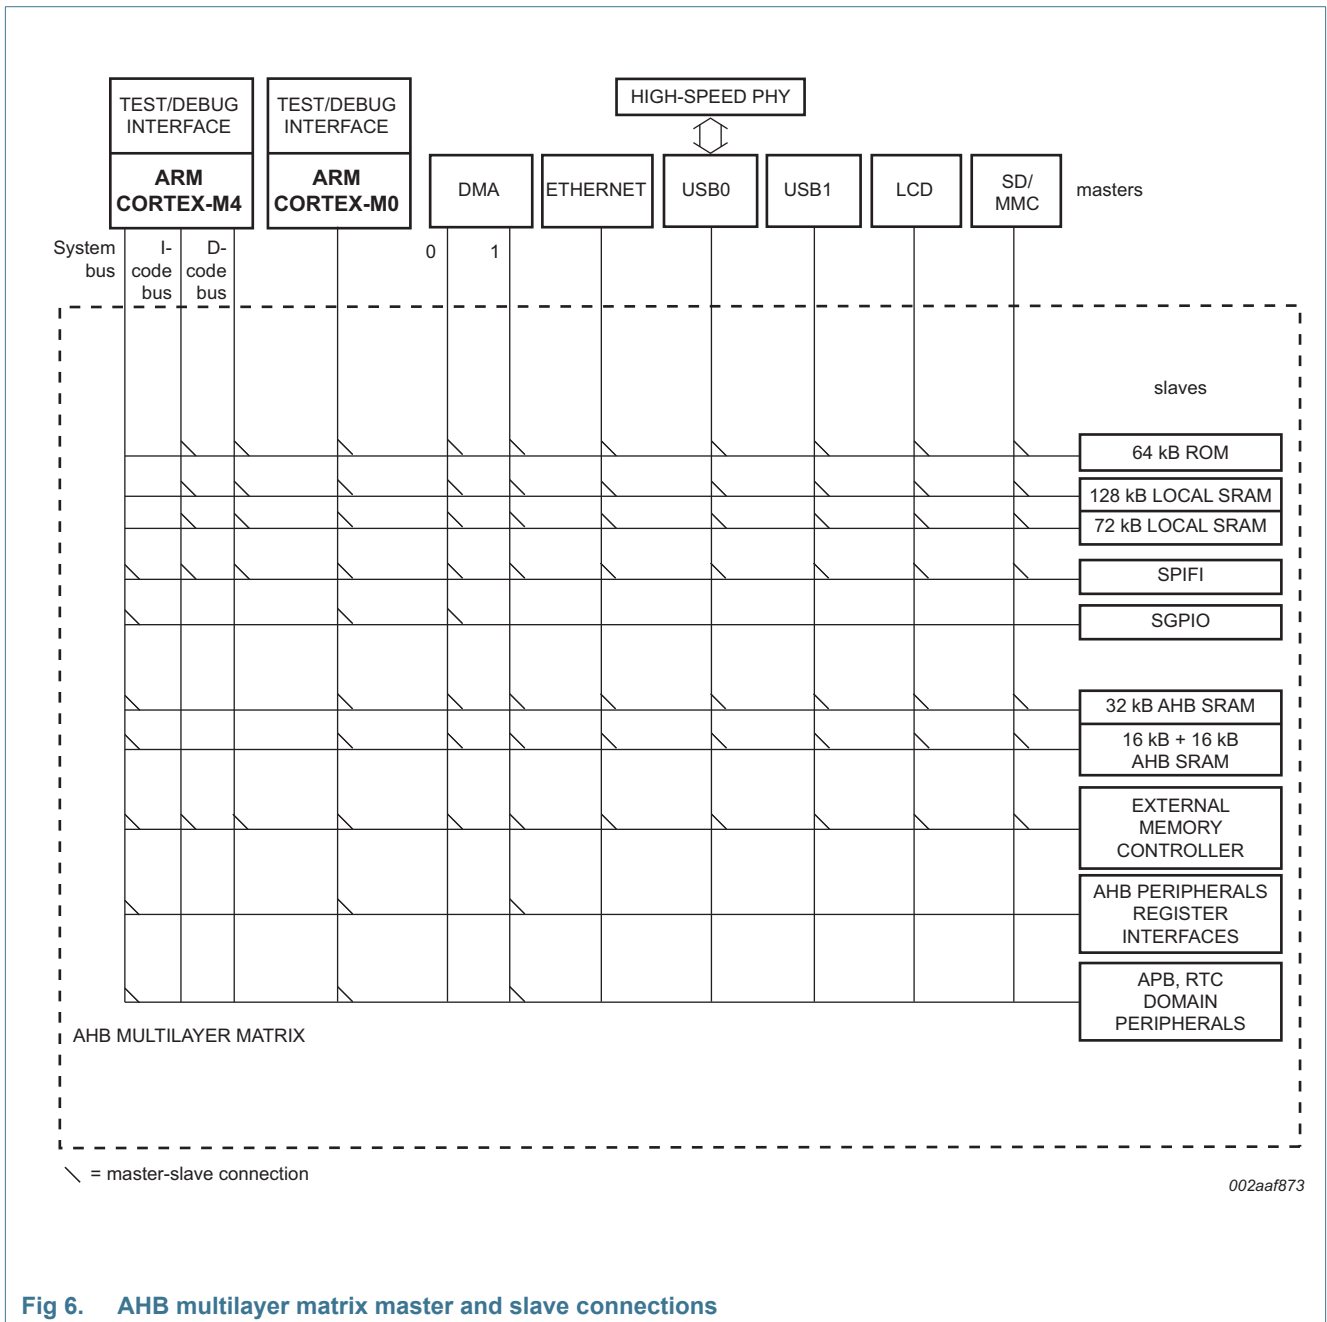 HIGH-SPEED PHY
TEST/DEBUG
INTERFACE
TEST/DEBUG
INTERFACE
ARM
CORTEX-M4
ARM
CORTEX-M0
DMA
ETHERNET
USB0
USB1
LCD
SD/
MMC
masters
System
bus
I-
code
bus
D-
code
bus
0
1
slaves
64 kB ROM
128 kB LOCAL SRAM
72 kB LOCAL SRAM
SPIFI
SGPIO
32 kB AHB SRAM
16 kB + 16 kB
AHB SRAM
EXTERNAL
MEMORY
CONTROLLER
AHB PERIPHERALS
REGISTER
INTERFACES
APB, RTC
DOMAIN
PERIPHERALS
AHB MULTILAYER MATRIX
= master-slave connection
002aaf873
Fig 6. AHB multilayer matrix master and slave connections